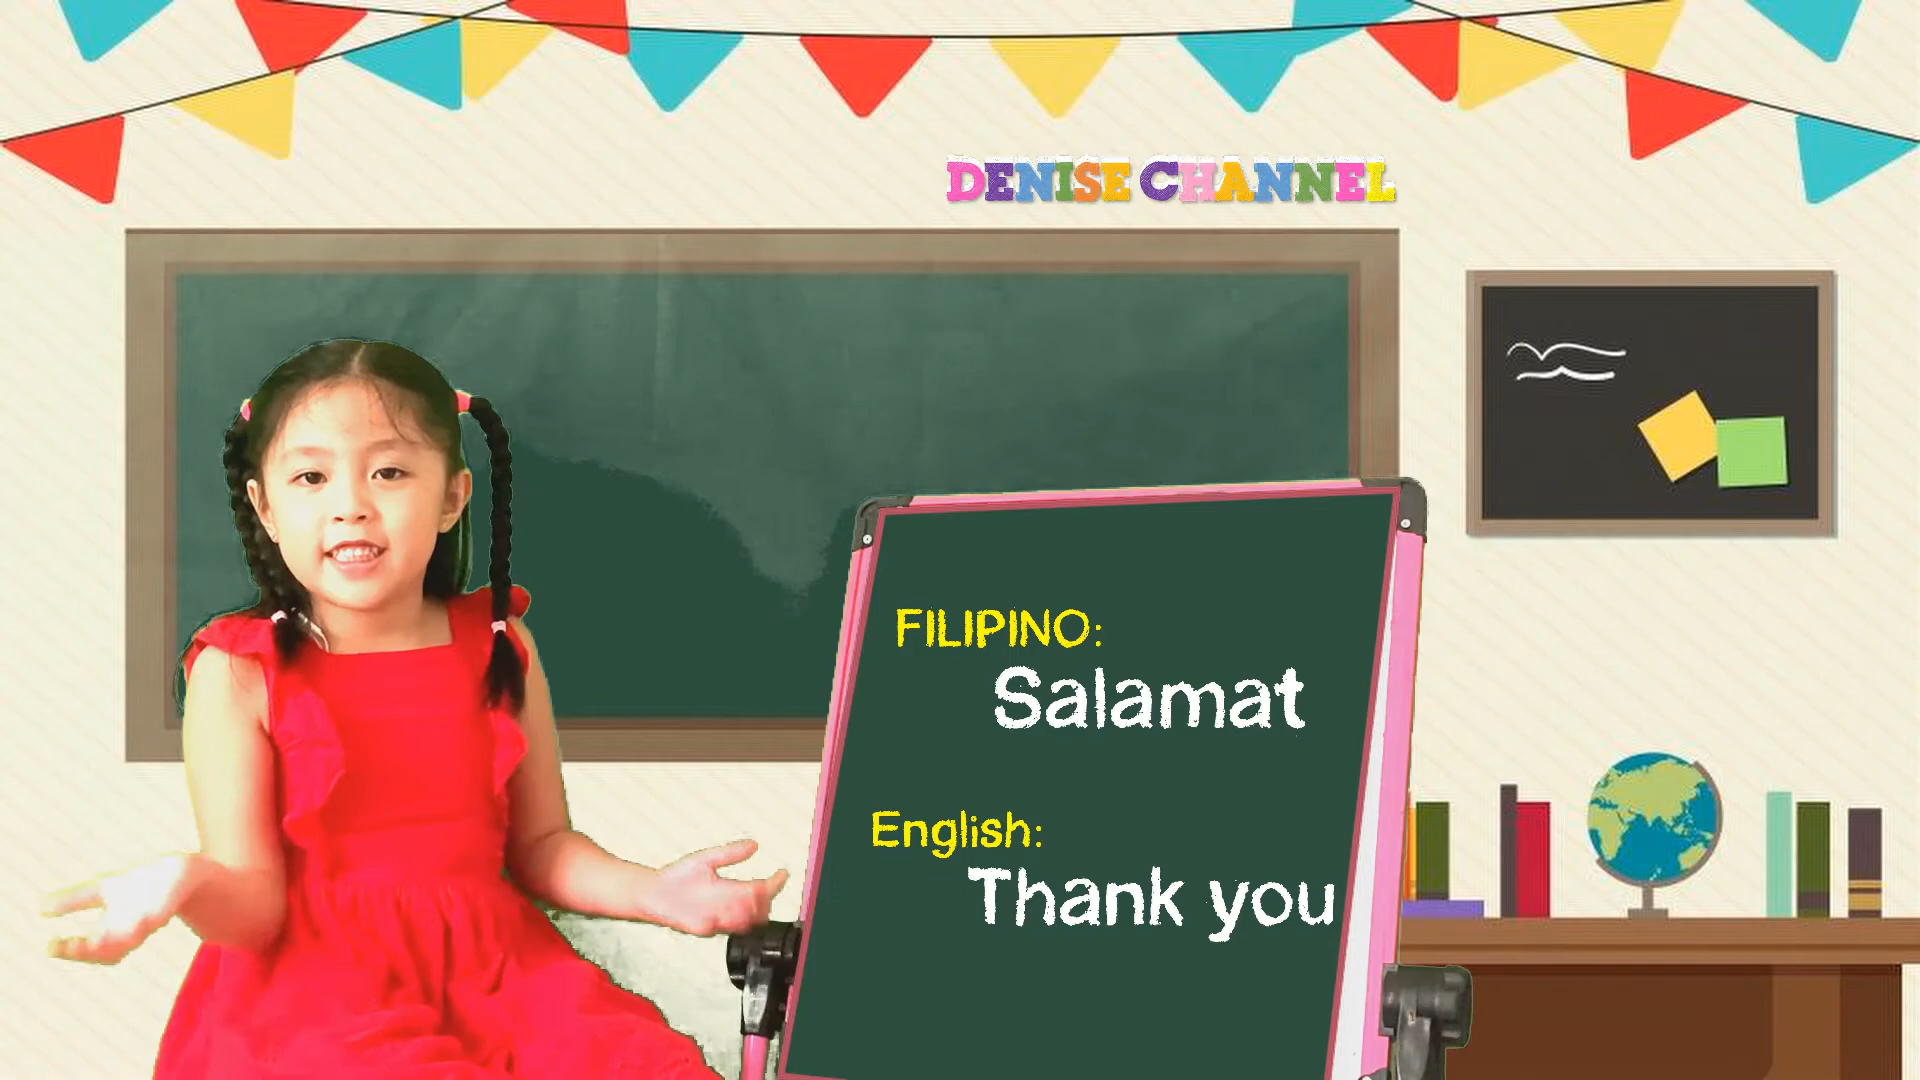 DENISE CHANNEL
FILIPINO:
Salamat
English:
Thank you